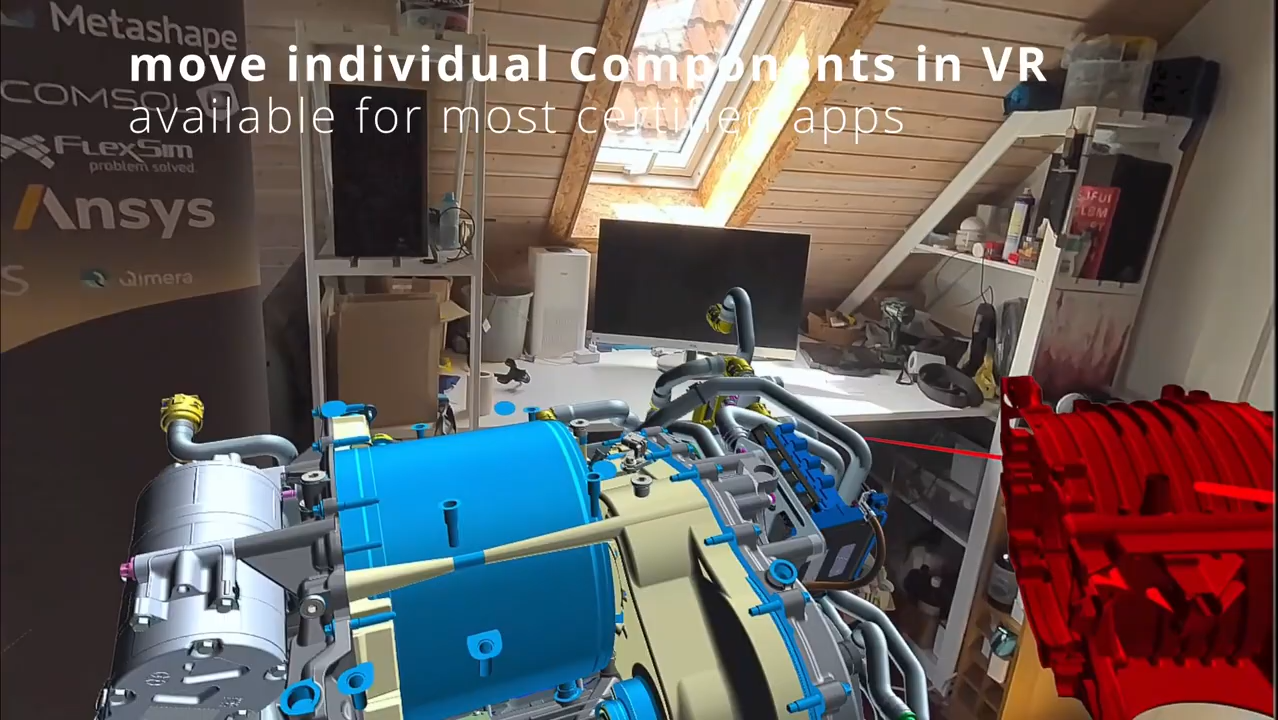 move individual Components in VR
available for most certified apps
Metashape
COMSOL
FlexSim
problem solved.
Ansys
S
Qimera